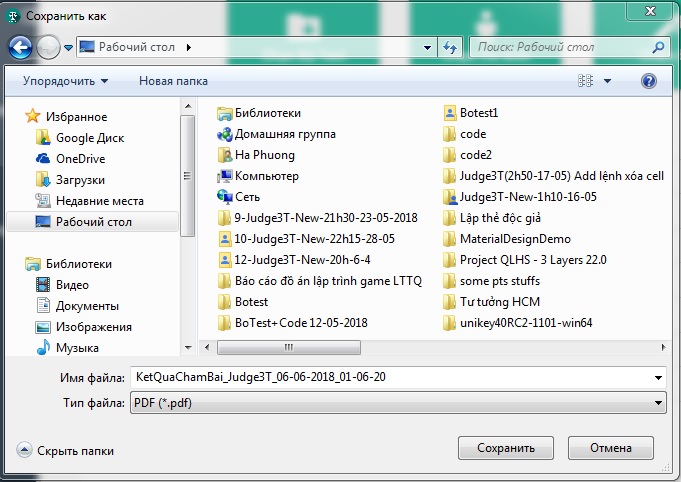 Сохранить как
Рабочий стол
Поиск: Рабочий стол
Упорядочить
Новая папка
Избранное
Google Диск
OneDrive
Загрузки
Недавние места
Рабочий стол
Библиотеки
Видео
Документы
Изображения
Музыка
Библиотеки
Домашняя группа
Ha Phuong
Компьютер
Сеть
9-Judge3T-New-21h30-23-05-2018
10-Judge3T-New-22h15-28-05
12-Judge3T-New-20h-6-4
Báo cáo đồ án lập trình game LTTQ
Botest
BoTest+Code 12-05-2018
Botest1
code
code2
Judge3T(2h50-17-05) Add lệnh xóa cell
Judge3T-New-1h10-16-05
Lập thẻ độc giả
MaterialDesignDemo
Project QLHS - 3 Layers 22.0
some pts stuffs
Tư tưởng HCM
unikey40RC2-1101-win64
Имя файла: KetQuaChamBai_Judge3T_06-06-2018_01-06-20
Тип файла: PDF (*.pdf)
Скрыть папки
Сохранить
Отмена